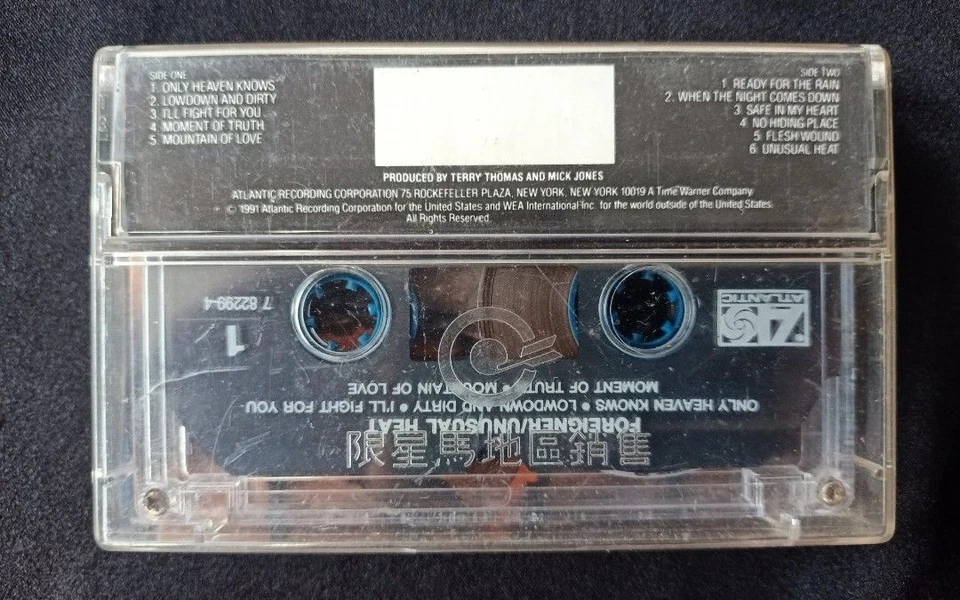 SIDE ONE
1. ONLY HEAVEN KNOWS
2. LOWDOWN AND DIRTY
3. I'LL FIGHT FOR YOU
4. MOMENT OF TRUTH
5. MOUNTAIN OF LOVE
SIDE TWO
1. READY FOR THE RAIN
2. WHEN THE NIGHT COMES DOWN
3. SAFE IN MY HEART
4. NO HIDING PLACE
5. FLESH WOUND
6. UNUSUAL HEAT
PRODUCED BY TERRY THOMAS AND MICK JONES
ATLANTIC RECORDING CORPORATION 75 ROCKEFELLER PLAZA, NEW YORK, NEW YORK 10019 A Time Warner Company
© 1991 Atlantic Recording Corporation for the United States and WEA International Inc. for the world outside of the United States.
All Rights Reserved.
7 82299-4
1
ATLANTIC
MOMENT OF TRUTH • MOUNTAIN OF LOVE
ONLY HEAVEN KNOWS • LOWDOWN AND DIRTY • I'LL FIGHT FOR YOU •
FOREIGNER/UNUSUAL HEAT
限星馬地區銷售